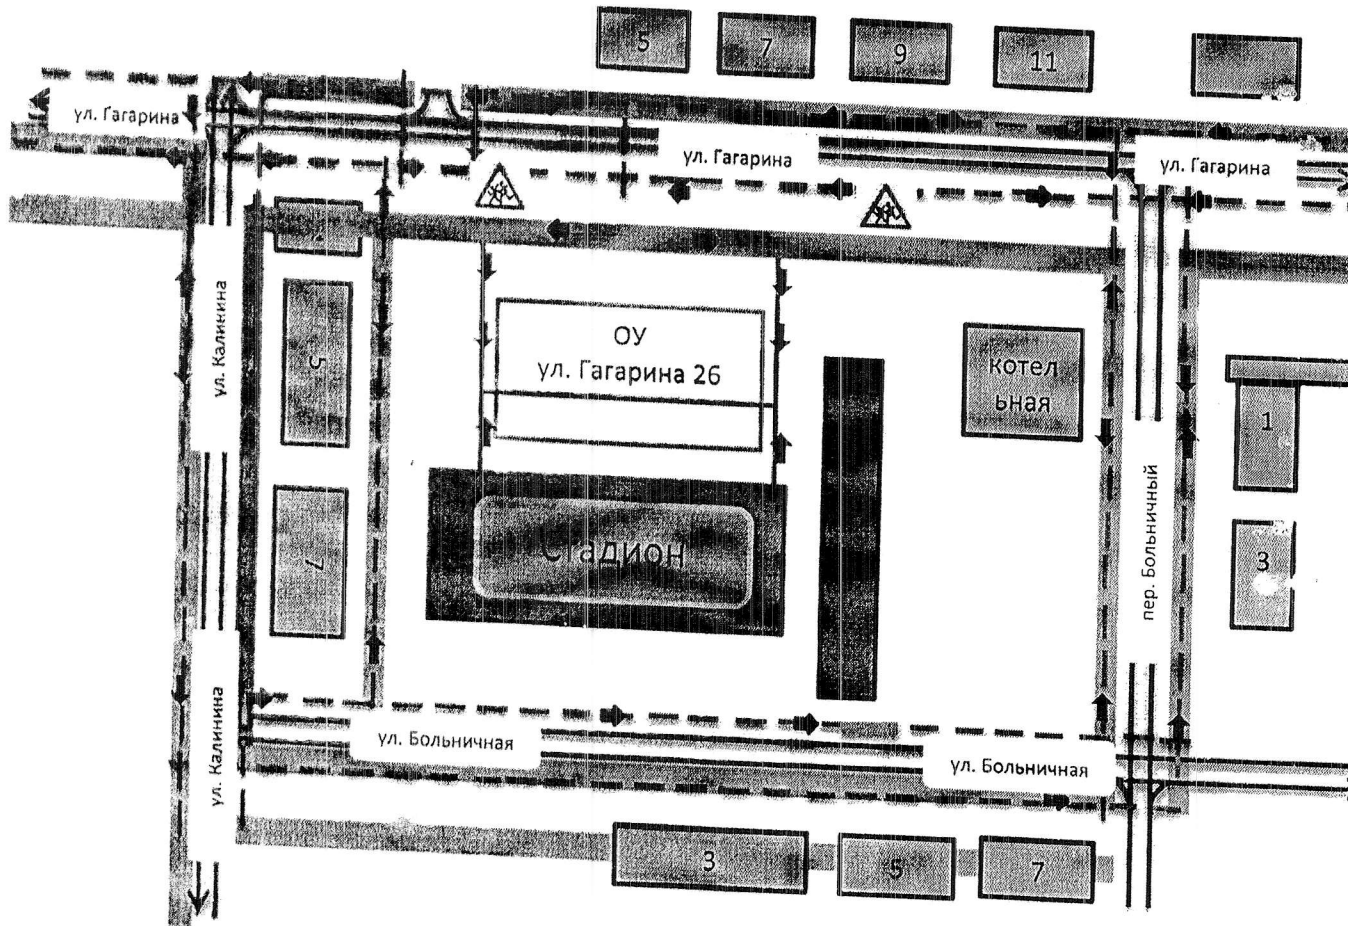 5
7
9
11
ул. Гагарина
ул. Гагарина
ул. Гагарина
ул. Калинина
5
7
ОУ
ул. Гагарина 26
котел
ьная
Стадион
пер. Больничный
1
3
ул. Калинина
ул. Больничная
ул. Больничная
3
5
7